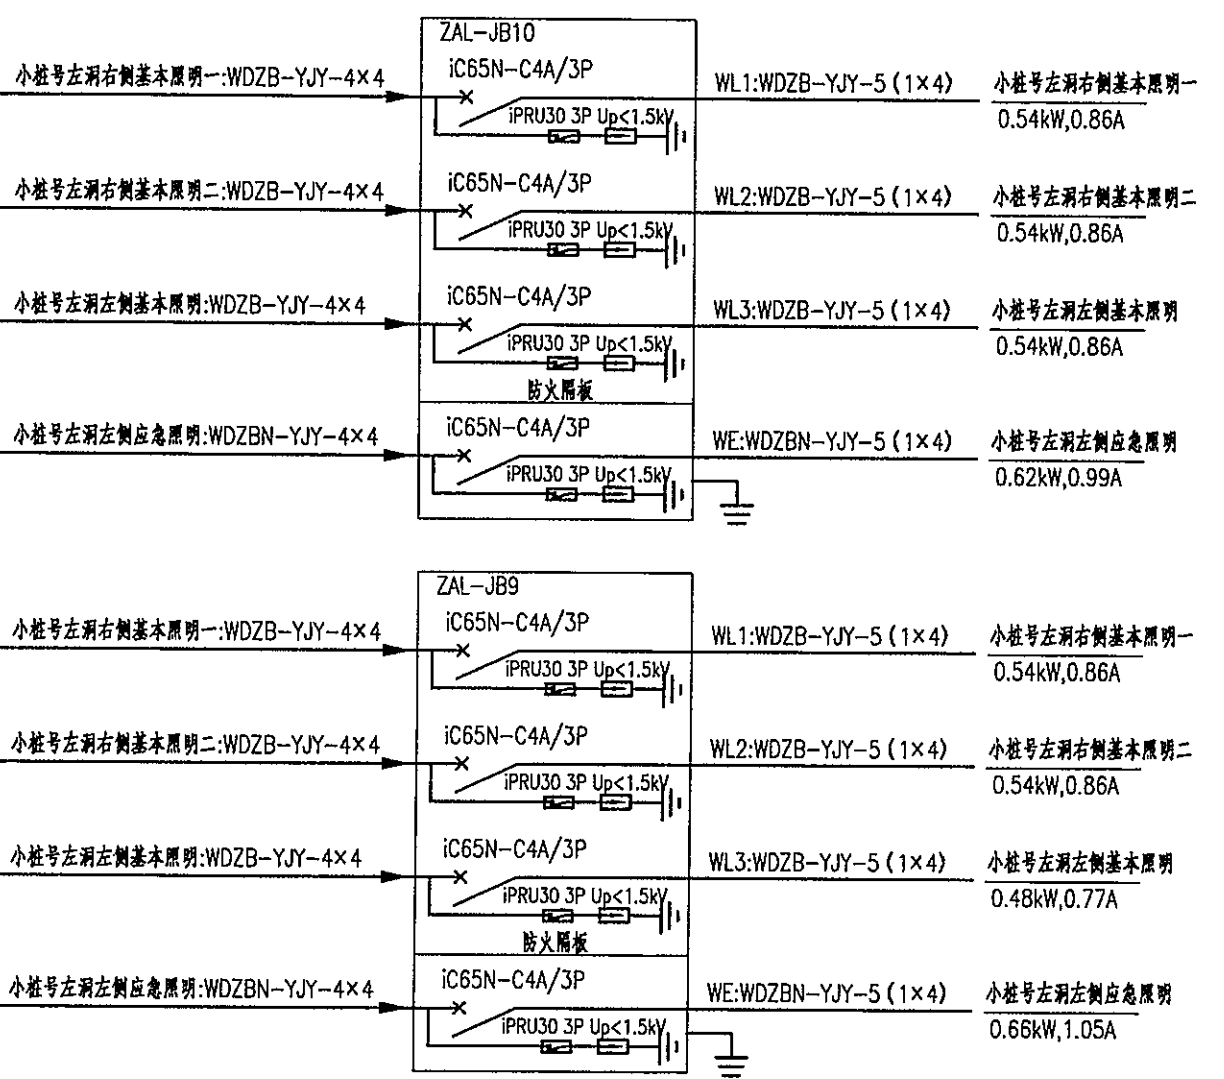 ZAL-JB10
小桩号左洞右侧基本照明一:WDZB-YJY-4×4
iC65N-C4A/3P
WL1:WDZB-YJY-5(1×4)
小桩号左洞右侧基本照明一
iPRU30 3P Up<1.5kV
0.54kW,0.86A
小桩号左洞右侧基本照明二:WDZB-YJY-4×4
iC65N-C4A/3P
WL2:WDZB-YJY-5(1×4)
小桩号左洞右侧基本照明二
iPRU30 3P Up<1.5kV
0.54kW,0.86A
小桩号左洞左侧基本照明:WDZB-YJY-4×4
iC65N-C4A/3P
WL3:WDZB-YJY-5(1×4)
小桩号左洞左侧基本照明
iPRU30 3P Up<1.5kV
0.54kW,0.86A
防火隔板
小桩号左洞左侧应急照明:WDZBN-YJY-4×4
iC65N-C4A/3P
WE:WDZBN-YJY-5(1×4)
小桩号左洞左侧应急照明
iPRU30 3P Up<1.5kV
0.62kW,0.99A
ZAL-JB9
小桩号左洞右侧基本照明一:WDZB-YJY-4×4
iC65N-C4A/3P
WL1:WDZB-YJY-5(1×4)
小桩号左洞右侧基本照明一
iPRU30 3P Up<1.5kV
0.54kW,0.86A
小桩号左洞右侧基本照明二:WDZB-YJY-4×4
iC65N-C4A/3P
WL2:WDZB-YJY-5(1×4)
小桩号左洞右侧基本照明二
iPRU30 3P Up<1.5kV
0.54kW,0.86A
小桩号左洞左侧基本照明:WDZB-YJY-4×4
iC65N-C4A/3P
WL3:WDZB-YJY-5(1×4)
小桩号左洞左侧基本照明
iPRU30 3P Up<1.5kV
0.48kW,0.77A
防火隔板
小桩号左洞左侧应急照明:WDZBN-YJY-4×4
iC65N-C4A/3P
WE:WDZBN-YJY-5(1×4)
小桩号左洞左侧应急照明
iPRU30 3P Up<1.5kV
0.66kW,1.05A